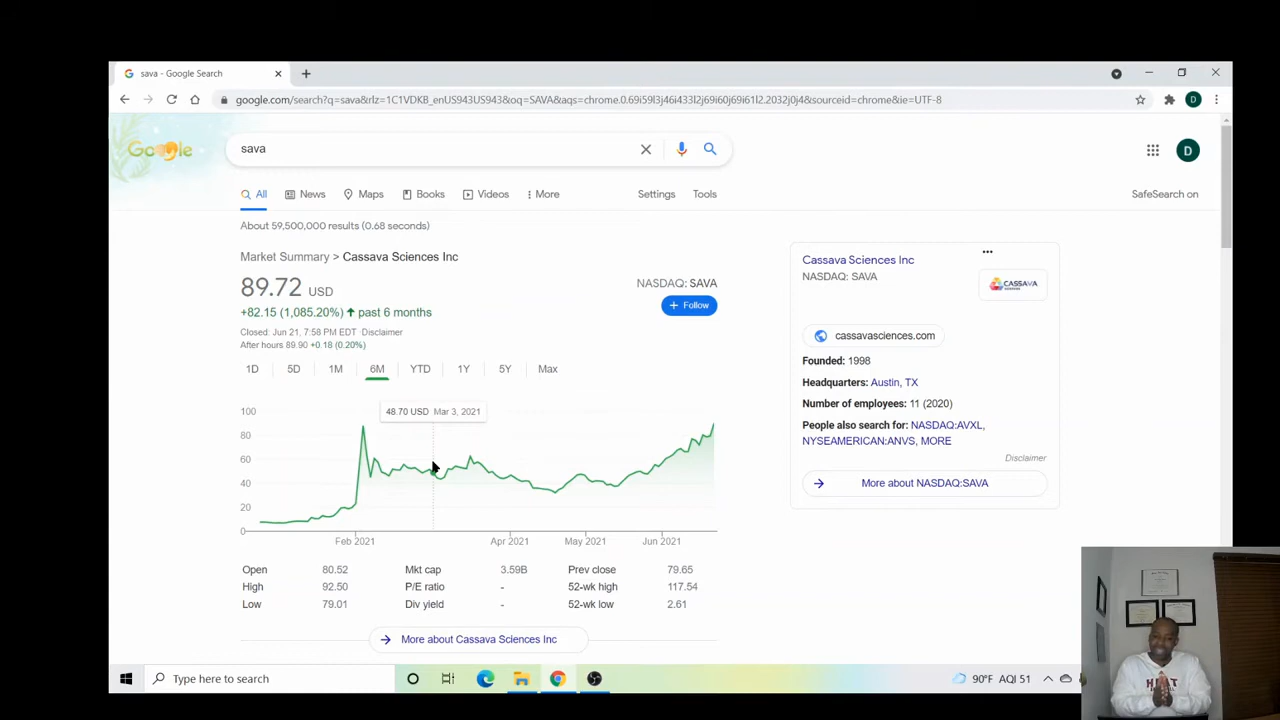 sava - Google Search
google.com/search?q=sava&rlz=1C1VDKB_enUS943US943&oq=SAVA&aqs=chrome.0.69i59l3j46i433l2j69i60j69i61l2.2032j0j4&sourceid=chrome&ie=UTF-8
D
Google
sava
D
All News Maps Books Videos More Settings Tools SafeSearch on
About 59,500,000 results (0.68 seconds)
Market Summary > Cassava Sciences Inc
89.72 USD
NASDAQ: SAVA
+82.15 (1,085.20%) past 6 months
+ Follow
Closed: Jun 21, 7:58 PM EDT · Disclaimer
After hours 89.90 +0.18 (0.20%)
1D 5D 1M 6M YTD 1Y 5Y Max
48.70 USD Mar 3, 2021
100
80
60
40
20
0
Feb 2021 Apr 2021 May 2021 Jun 2021
Open 80.52 Mkt cap 3.59B Prev close 79.65
High 92.50 P/E ratio - 52-wk high 117.54
Low 79.01 Div yield - 52-wk low 2.61
More about Cassava Sciences Inc
Cassava Sciences Inc
NASDAQ: SAVA
CASSAVA
cassavasciences.com
Founded: 1998
Headquarters: Austin, TX
Number of employees: 11 (2020)
People also search for: NASDAQ:AVXL,
NYSEAMERICAN:ANVS, MORE
Disclaimer
More about NASDAQ:SAVA
Type here to search
90°F AQI 51